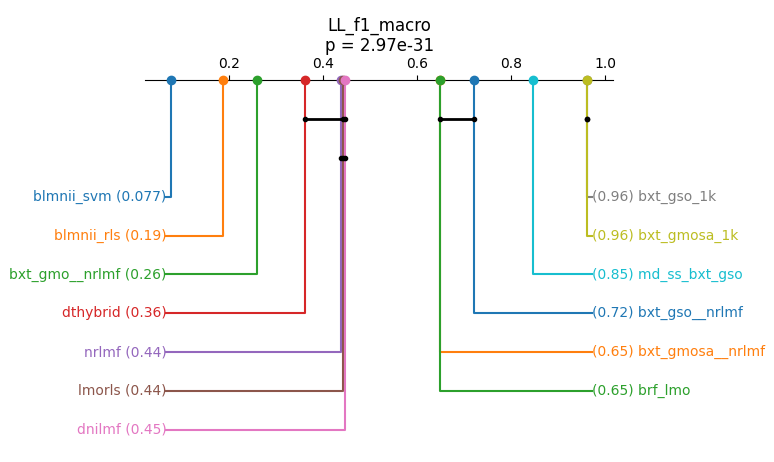 LL_f1_macro
p = 2.97e-31
0.2 0.4 0.6 0.8 1.0
blmnii_svm (0.077)
(0.96) bxt_gso_1k
blmnii_rls (0.19)
(0.96) bxt_gmosa_1k
bxt_gmo__nrlmf (0.26)
(0.85) md_ss_bxt_gso
dthybrid (0.36)
(0.72) bxt_gso__nrlmf
nrlmf (0.44)
(0.65) bxt_gmosa__nrlmf
lmorls (0.44)
(0.65) brf_lmo
dnilmf (0.45)